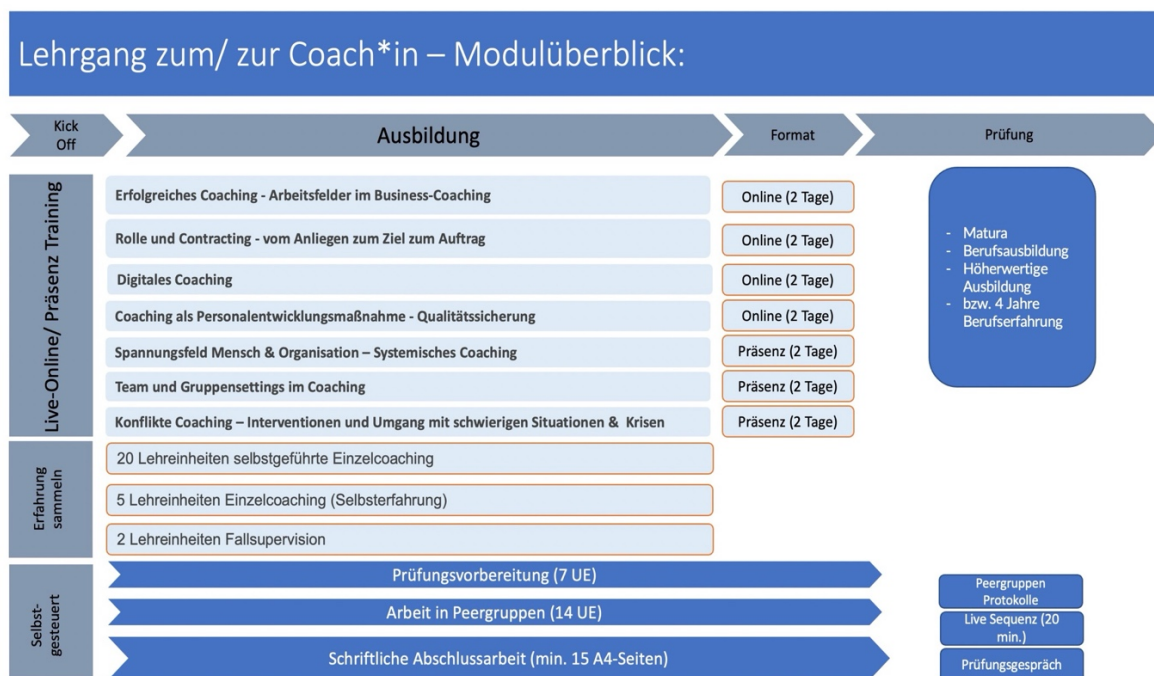 Lehrgang zum/ zur Coach*in – Modulüberblick:
Kick
Off
Ausbildung
Format
Prüfung
Live-Online/ Präsenz Training
Erfolgreiches Coaching - Arbeitsfelder im Business-Coaching
Online (2 Tage)
Rolle und Contracting - vom Anliegen zum Ziel zum Auftrag
Online (2 Tage)
Digitales Coaching
Online (2 Tage)
Coaching als Personalentwicklungsmaßnahme - Qualitätssicherung
Online (2 Tage)
Spannungsfeld Mensch & Organisation – Systemisches Coaching
Präsenz (2 Tage)
Team und Gruppensettings im Coaching
Präsenz (2 Tage)
Konflikte Coaching – Interventionen und Umgang mit schwierigen Situationen & Krisen
Präsenz (2 Tage)
- Matura
- Berufsausbildung
- Höherwertige
Ausbildung
- bzw. 4 Jahre
Berufserfahrung
Erfahrung
sammeln
20 Lehreinheiten selbstgeführte Einzelcoaching
5 Lehreinheiten Einzelcoaching (Selbsterfahrung)
2 Lehreinheiten Fallsupervision
Selbst-
gesteuert
Prüfungsvorbereitung (7 UE)
Arbeit in Peergruppen (14 UE)
Schriftliche Abschlussarbeit (min. 15 A4-Seiten)
Peergruppen
Protokolle
Live Sequenz (20
min.)
Prüfungsgespräch